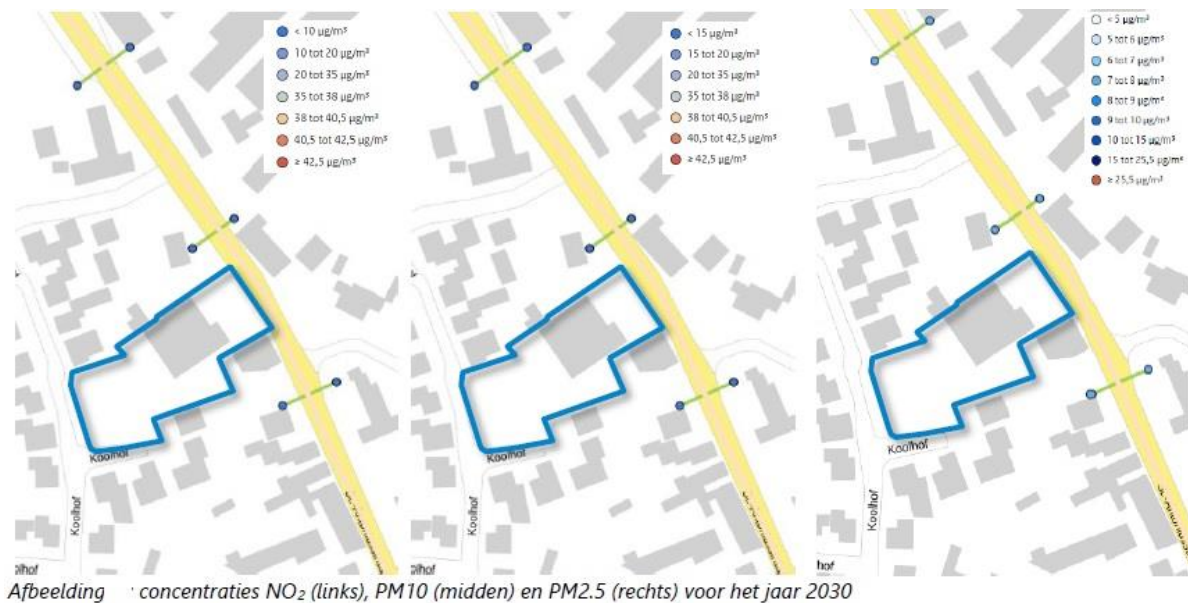 < 10 µg/m³
10 tot 20 µg/m³
20 tot 35 µg/m³
35 tot 38 µg/m³
38 tot 40,5 µg/m³
40,5 tot 42,5 µg/m³
≥ 42,5 µg/m³
Koolhof
Koolhof
olhof
< 15 µg/m³
15 tot 20 µg/m³
20 tot 35 µg/m³
35 tot 38 µg/m³
38 tot 40,5 µg/m³
40,5 tot 42,5 µg/m³
≥ 42,5 µg/m³
Koolhof
Koolhof
< 5 µg/m³
5 tot 6 µg/m³
6 tot 7 µg/m³
7 tot 8 µg/m³
8 tot 9 µg/m³
9 tot 10 µg/m³
10 tot 15 µg/m³
15 tot 25,5 µg/m³
≥ 25,5 µg/m³
Koolhof
Koolhof
Afbeelding concentraties NO₂ (links), PM10 (midden) en PM2.5 (rechts) voor het jaar 2030